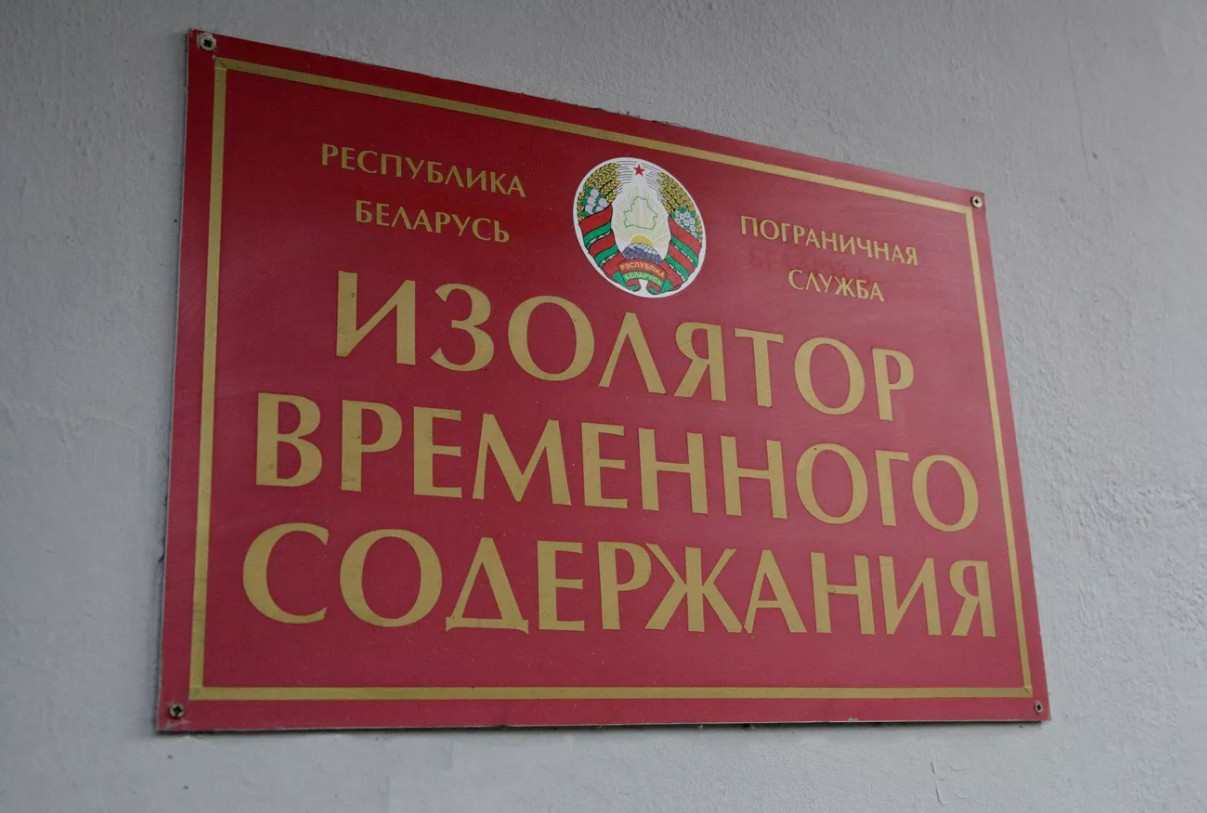 РЕСПУБЛИКА
БЕЛАРУСЬ
РЭСПУБЛІКА
БЕЛАРУСЬ
ПОГРАНИЧНАЯ
СЛУЖБА
ИЗОЛЯТОР
ВРЕМЕННОГО
СОДЕРЖАНИЯ